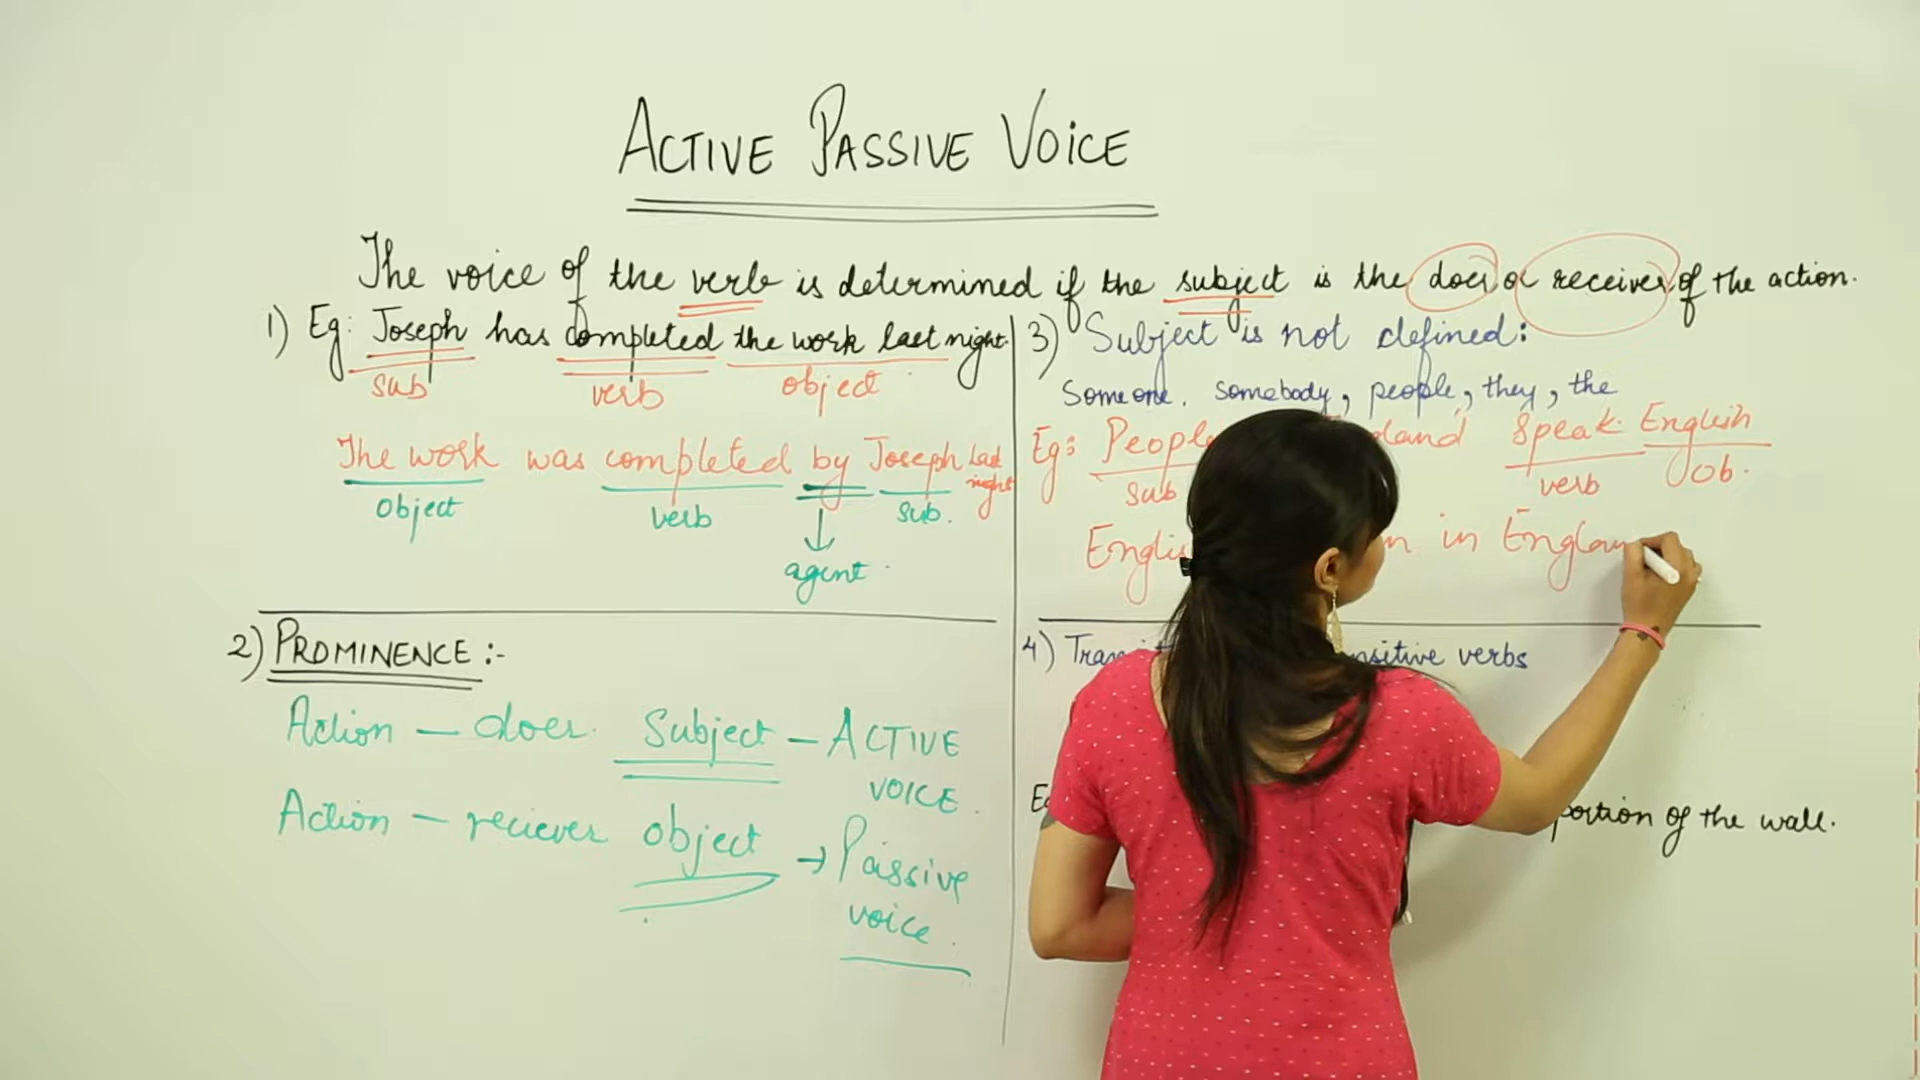 ACTIVE PASSIVE VOICE
The voice of the verb is determined if the subject is the doer or receiver of the action.
1) Eg: Joseph has completed the work last night.
sub verb object
The work was completed by Joseph Last night
object verb sub.
agent
2) PROMINENCE :-
Action – doer. Subject – ACTIVE VOICE.
Action – reciever object → Passive voice.
3) Subject is not defined:
Someone. somebody, people, they, the
Eg: People Speak English
sub verb Ob.
in
4) verbs
portion of the wall.